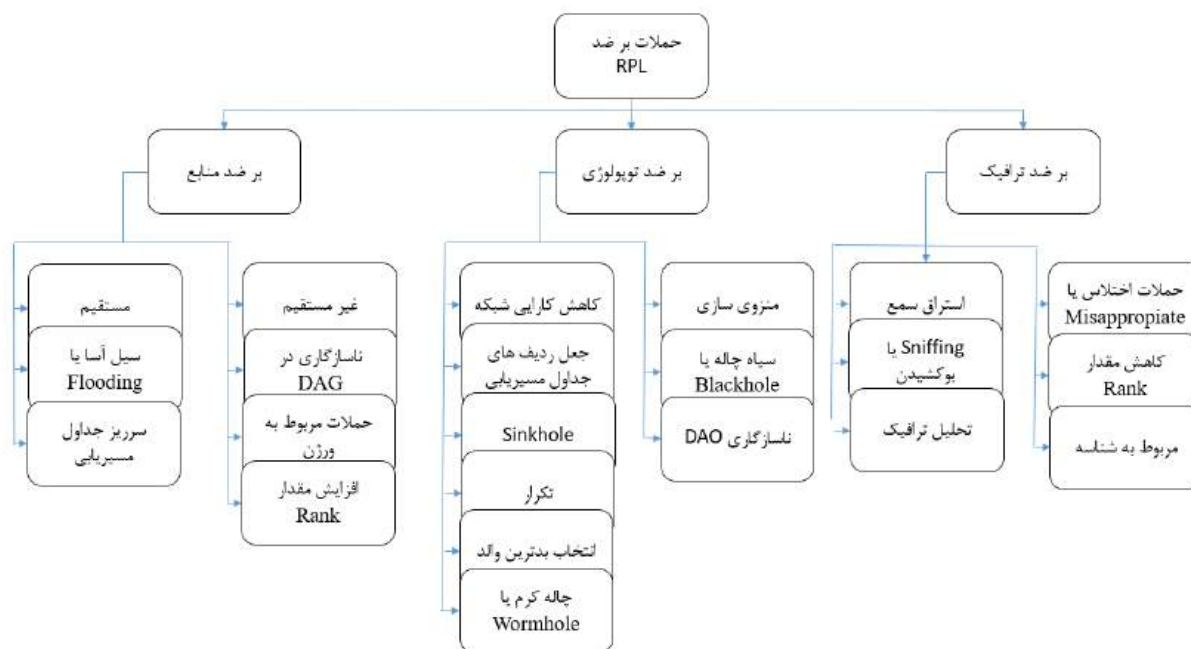 حملات بر ضد
RPL
بر ضد ترافیک
بر ضد توپولوژی
بر ضد منابع
حملات اختلاس یا
Misappropiate
کاهش مقدار
Rank
مربوط به شناسه
استراق سمع
Sniffing یا
بوکشیدن
تحلیل ترافیک
منزوی سازی
سیاه چاله یا
Blackhole
ناسازگاری DAO
کاهش کارایی شبکه
جعل ردیف های
جداول مسیریابی
Sinkhole
تکرار
انتخاب بدترین والد
چاله کرم یا
Wormhole
غیر مستقیم
ناسازگاری در
DAG
حملات مربوط به
ورژن
افزایش مقدار
Rank
مستقیم
سیل آسا یا
Flooding
سرریز جداول
مسیریابی